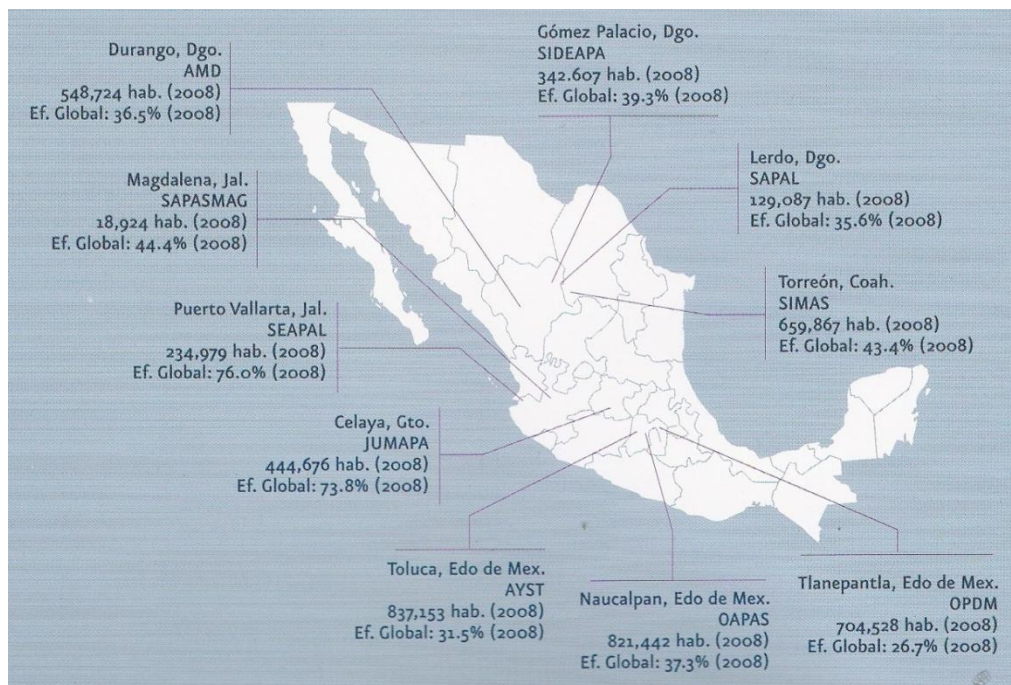 Durango, Dgo.
AMD
548,724 hab. (2008)
Ef. Global: 36.5% (2008)
Gómez Palacio, Dgo.
SIDEAPA
342.607 hab. (2008)
Ef. Global: 39.3% (2008)
Magdalena, Jal.
SAPASMAG
18,924 hab. (2008)
Ef. Global: 44.4% (2008)
Lerdo, Dgo.
SAPAL
129,087 hab. (2008)
Ef. Global: 35.6% (2008)
Puerto Vallarta, Jal.
SEAPAL
234,979 hab. (2008)
Ef. Global: 76.0% (2008)
Torreón, Coah.
SIMAS
659,867 hab. (2008)
Ef. Global: 43.4% (2008)
Celaya, Gto.
JUMAPA
444,676 hab. (2008)
Ef. Global: 73.8% (2008)
Toluca, Edo de Mex.
AYST
837,153 hab. (2008)
Ef. Global: 31.5% (2008)
Naucalpan, Edo de Mex.
OAPAS
821,442 hab. (2008)
Ef. Global: 37.3% (2008)
Tlanepantla, Edo de Mex.
OPDM
704,528 hab. (2008)
Ef. Global: 26.7% (2008)